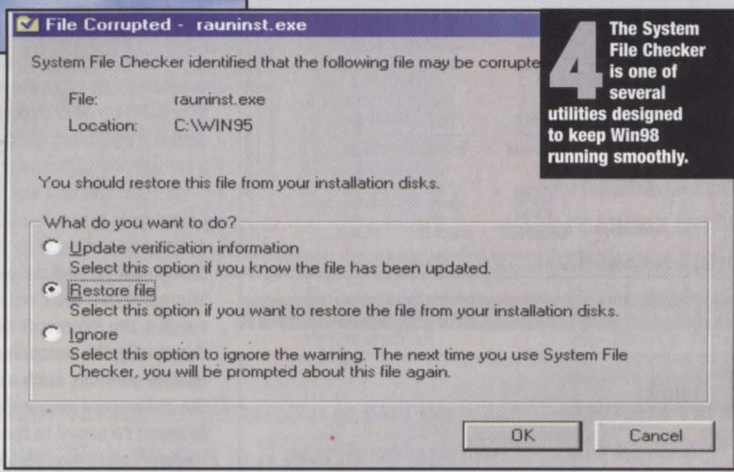 File Corrupted - rauninst.exe
System File Checker identified that the following file may be corrupte
File: rauninst.exe
Location: C:\WIN95
You should restore this file from your installation disks.
What do you want to do?
Update verification information
Select this option if you know the file has been updated.
Restore file
Select this option if you want to restore the file from your installation disks.
Ignore
Select this option to ignore the warning. The next time you use System File
Checker, you will be prompted about this file again.
OK Cancel
4
The System
File Checker
is one of
several
utilities designed
to keep Win98
running smoothly.